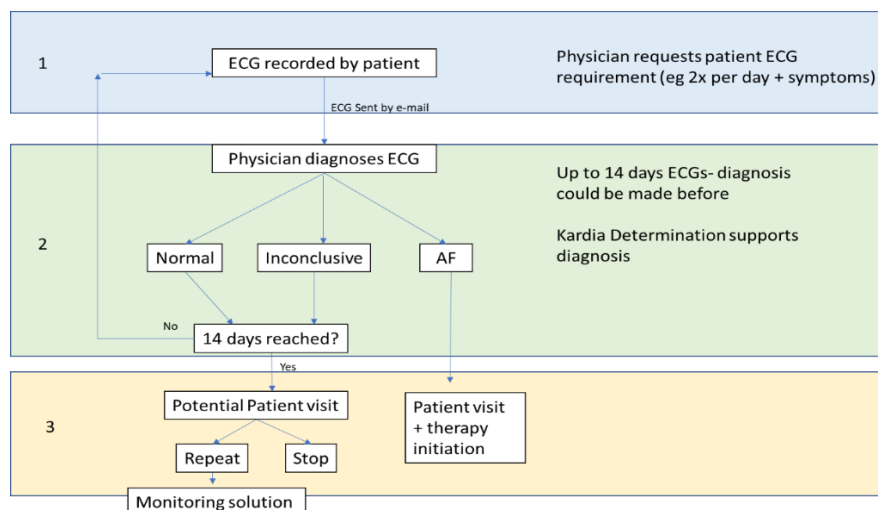 1
ECG recorded by patient
Physician requests patient ECG
requirement (eg 2x per day + symptoms)
ECG Sent by e-mail
Physician diagnoses ECG
Up to 14 days ECGs- diagnosis
could be made before
2
Kardia Determination supports
diagnosis
Normal
Inconclusive
AF
No
14 days reached?
Yes
3
Potential Patient visit
Patient visit
+ therapy
initiation
Repeat
Stop
Monitoring solution